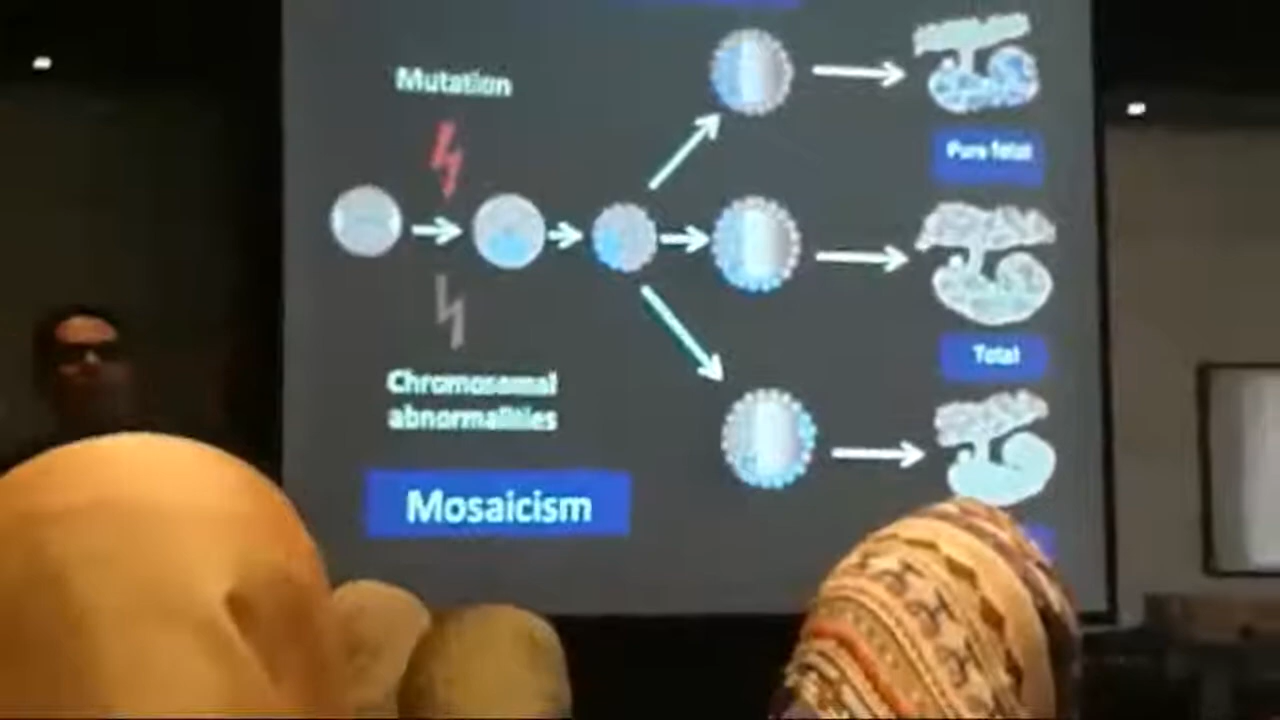 Mutation
Pure fetal
Total
Chromosomal
abnormalities
Mosaicism